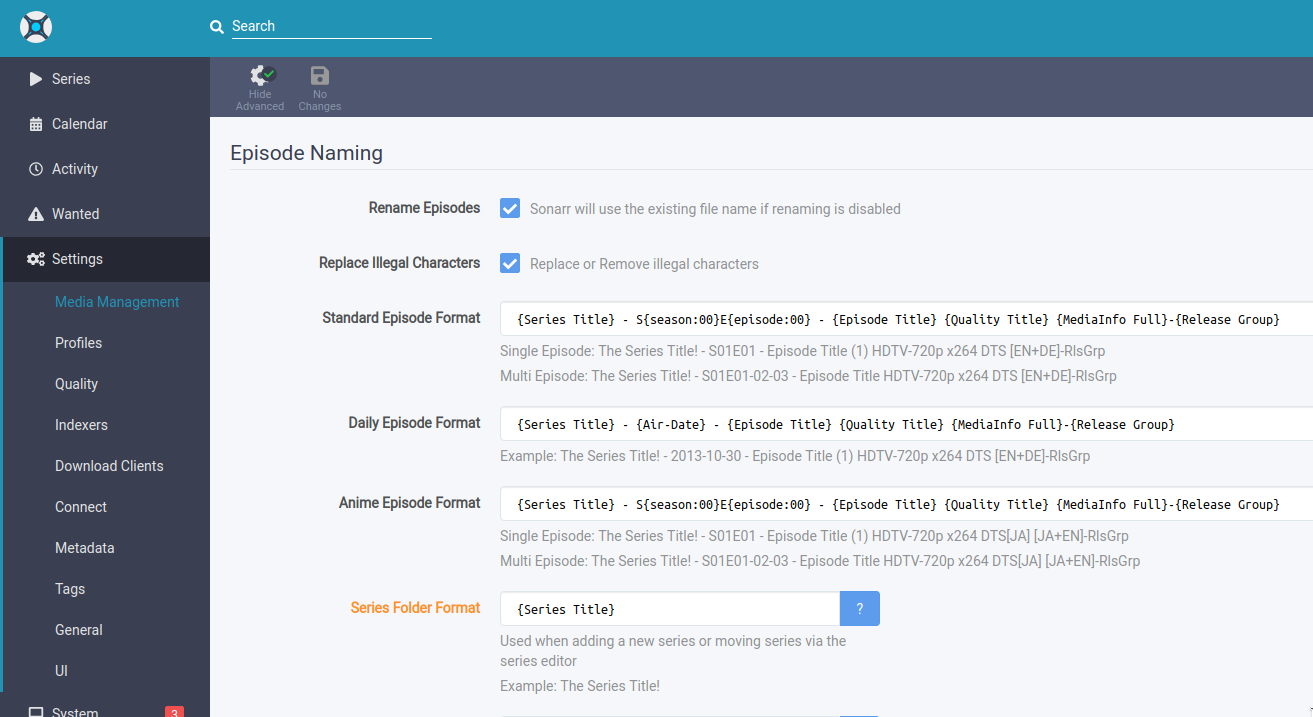 Search
Series
Calendar
Activity
Wanted
Settings
Media Management
Profiles
Quality
Indexers
Download Clients
Connect
Metadata
Tags
General
UI
System 3
Hide
Advanced
No
Changes
Episode Naming
Rename Episodes Sonarr will use the existing file name if renaming is disabled
Replace Illegal Characters Replace or Remove illegal characters
Standard Episode Format {Series Title} - S{season:00}E{episode:00} - {Episode Title} {Quality Title} {MediaInfo Full}-{Release Group}
Single Episode: The Series Title! - S01E01 - Episode Title (1) HDTV-720p x264 DTS [EN+DE]-RlsGrp
Multi Episode: The Series Title! - S01E01-02-03 - Episode Title HDTV-720p x264 DTS [EN+DE]-RlsGrp
Daily Episode Format {Series Title} - {Air-Date} - {Episode Title} {Quality Title} {MediaInfo Full}-{Release Group}
Example: The Series Title! - 2013-10-30 - Episode Title (1) HDTV-720p x264 DTS [EN+DE]-RlsGrp
Anime Episode Format {Series Title} - S{season:00}E{episode:00} - {Episode Title} {Quality Title} {MediaInfo Full}-{Release Group}
Single Episode: The Series Title! - S01E01 - Episode Title (1) HDTV-720p x264 DTS[JA] [JA+EN]-RlsGrp
Multi Episode: The Series Title! - S01E01-02-03 - Episode Title HDTV-720p x264 DTS[JA] [JA+EN]-RlsGrp
Series Folder Format {Series Title} ?
Used when adding a new series or moving series via the
series editor
Example: The Series Title!